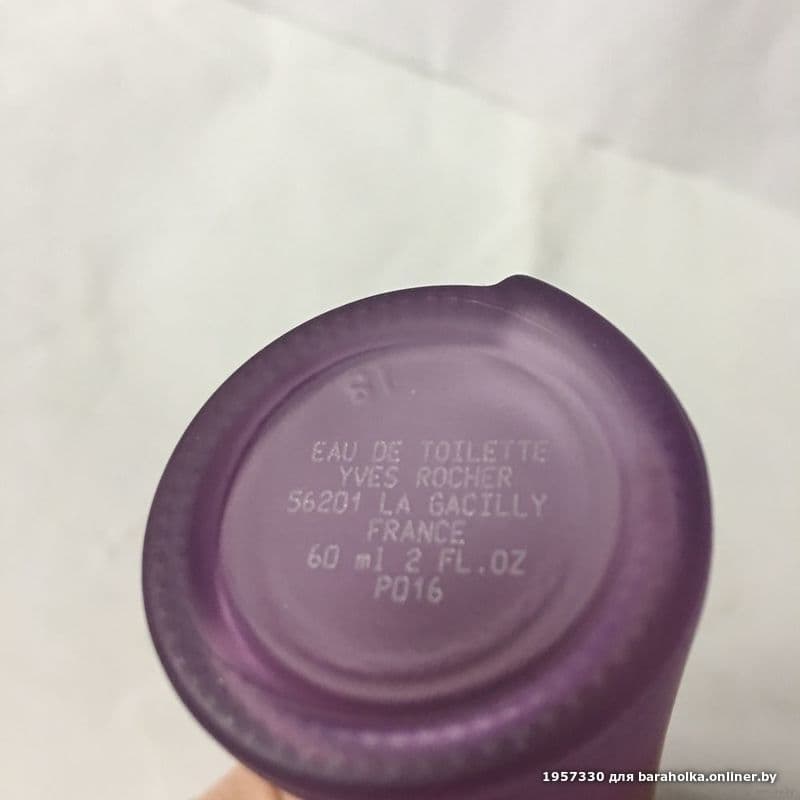 EAU DE TOILETTE
YVES ROCHER
56201 LA GACILLY
FRANCE
60 ml 2 FL.OZ
P016
1957330 для baraholka.onliner.by